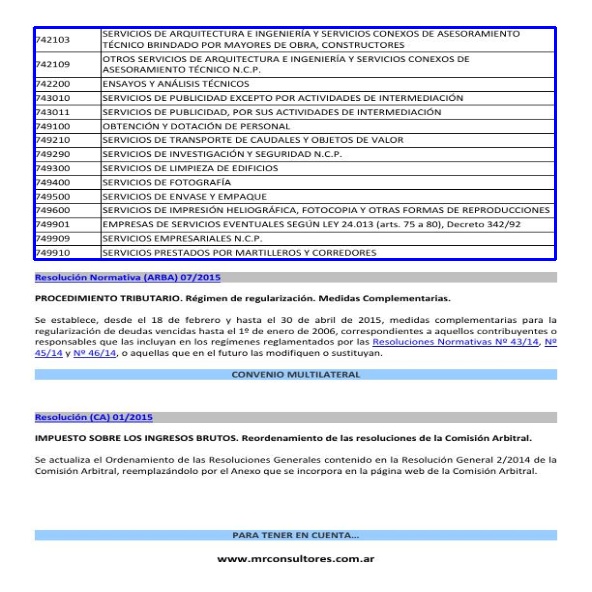 742103 SERVICIOS DE ARQUITECTURA E INGENIERÍA Y SERVICIOS CONEXOS DE ASESORAMIENTO
TÉCNICO BRINDADO POR MAYORES DE OBRA, CONSTRUCTORES
742109 OTROS SERVICIOS DE ARQUITECTURA E INGENIERÍA Y SERVICIOS CONEXOS DE
ASESORAMIENTO TÉCNICO N.C.P.
742200 ENSAYOS Y ANÁLISIS TÉCNICOS
743010 SERVICIOS DE PUBLICIDAD EXCEPTO POR ACTIVIDADES DE INTERMEDIACIÓN
743011 SERVICIOS DE PUBLICIDAD, POR SUS ACTIVIDADES DE INTERMEDIACIÓN
749100 OBTENCIÓN Y DOTACIÓN DE PERSONAL
749210 SERVICIOS DE TRANSPORTE DE CAUDALES Y OBJETOS DE VALOR
749290 SERVICIOS DE INVESTIGACIÓN Y SEGURIDAD N.C.P.
749300 SERVICIOS DE LIMPIEZA DE EDIFICIOS
749400 SERVICIOS DE FOTOGRAFÍA
749500 SERVICIOS DE ENVASE Y EMPAQUE
749600 SERVICIOS DE IMPRESIÓN HELIOGRÁFICA, FOTOCOPIA Y OTRAS FORMAS DE REPRODUCCIONES
749901 EMPRESAS DE SERVICIOS EVENTUALES SEGÚN LEY 24.013 (arts. 75 a 80), Decreto 342/92
749909 SERVICIOS EMPRESARIALES N.C.P.
749910 SERVICIOS PRESTADOS POR MARTILLEROS Y CORREDORES
Resolución Normativa (ARBA) 07/2015
PROCEDIMIENTO TRIBUTARIO. Régimen de regularización. Medidas Complementarias.
Se establece, desde el 18 de febrero y hasta el 30 de abril de 2015, medidas complementarias para la
regularización de deudas vencidas hasta el 1º de enero de 2006, correspondientes a aquellos contribuyentes o
responsables que las incluyan en los regímenes reglamentados por las Resoluciones Normativas Nº 43/14, Nº
45/14 y Nº 46/14, o aquellas que en el futuro las modifiquen o sustituyan.
CONVENIO MULTILATERAL
Resolución (CA) 01/2015
IMPUESTO SOBRE LOS INGRESOS BRUTOS. Reordenamiento de las resoluciones de la Comisión Arbitral.
Se actualiza el Ordenamiento de las Resoluciones Generales contenido en la Resolución General 2/2014 de la
Comisión Arbitral, reemplazándolo por el Anexo que se incorpora en la página web de la Comisión Arbitral.
PARA TENER EN CUENTA...
www.mrconsultores.com.ar